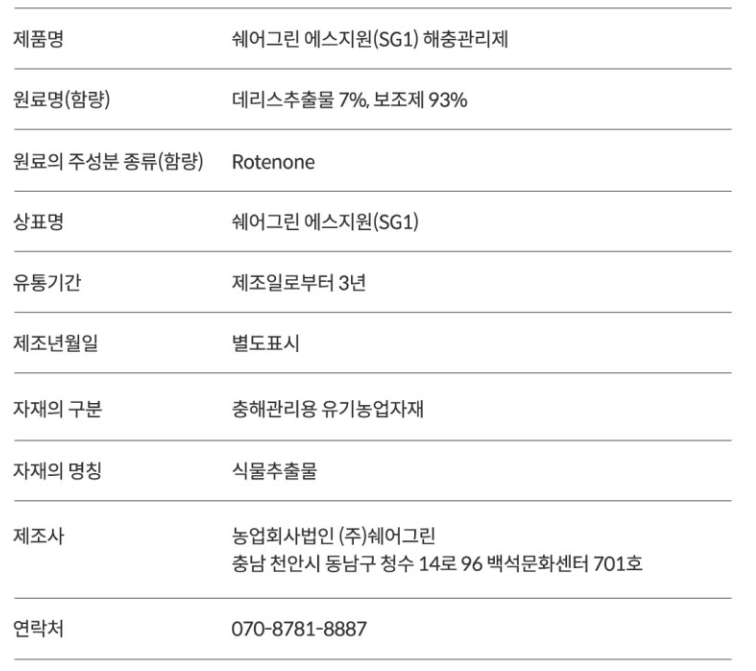 제품명 쉐어그린 에스지원(SG1) 해충관리제
원료명(함량) 데리스추출물 7%, 보조제 93%
원료의 주성분 종류(함량) Rotenone
상표명 쉐어그린 에스지원(SG1)
유통기간 제조일로부터 3년
제조년월일 별도표시
자재의 구분 충해관리용 유기농업자재
자재의 명칭 식물추출물
제조사 농업회사법인 (주)쉐어그린
충남 천안시 동남구 청수 14로 96 백석문화센터 701호
연락처 070-8781-8887